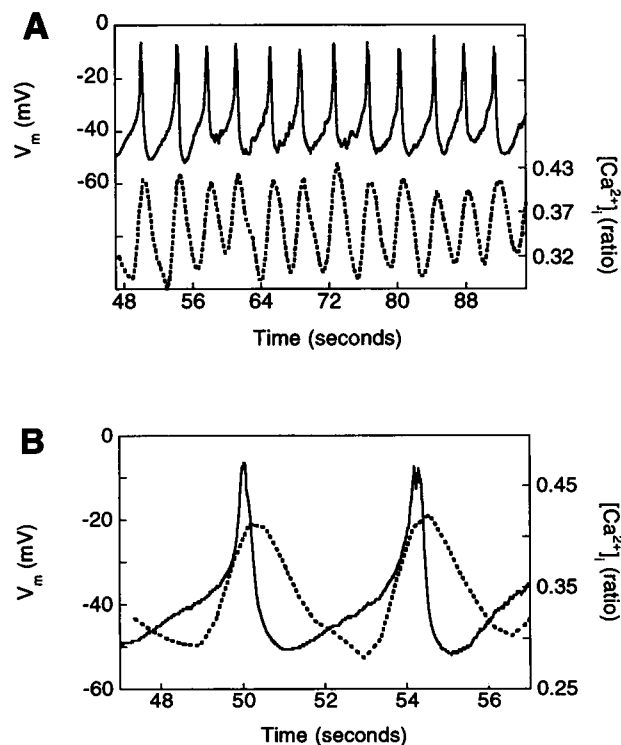 A
0
-20
-40
-60
V_m (mV)
0.43
0.37
0.32
[Ca²⁺]ᵢ (ratio)
48 56 64 72 80 88
Time (seconds)
B
0
-20
-40
-60
V_m (mV)
0.45
0.35
0.25
[Ca²⁺]ᵢ (ratio)
48 50 52 54 56
Time (seconds)